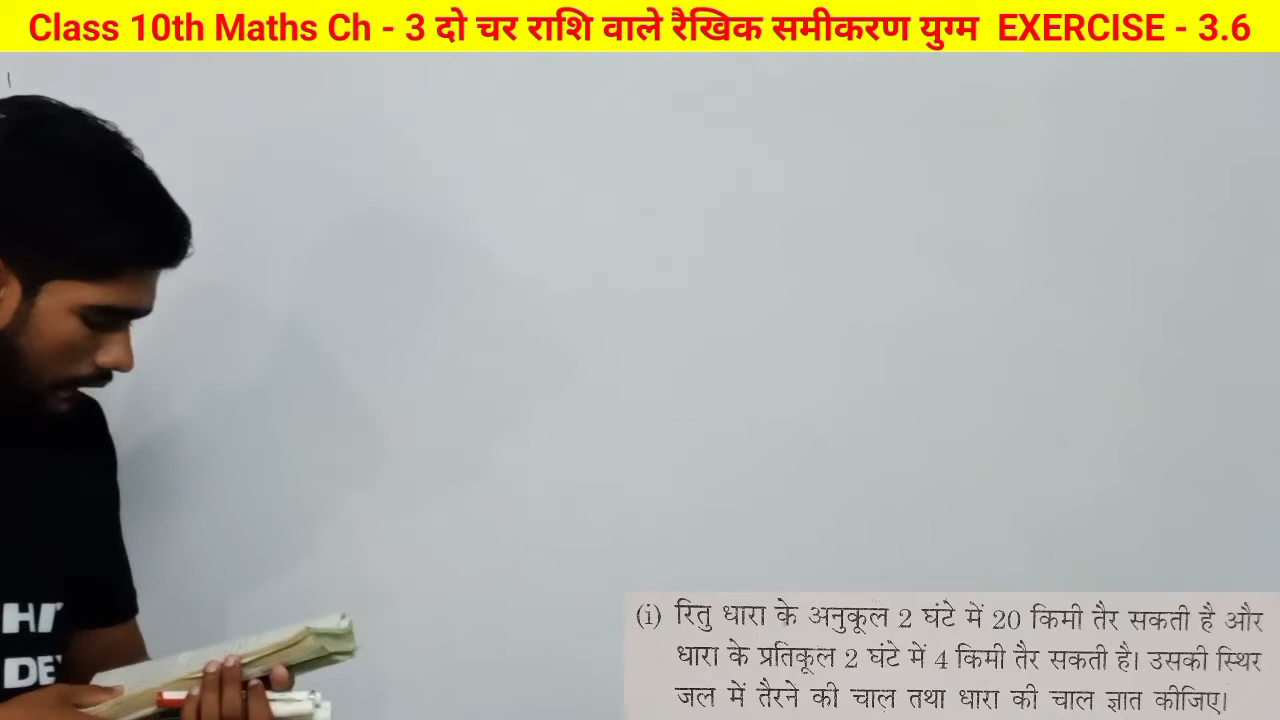 Class 10th Maths Ch - 3 दो चर राशि वाले रैखिक समीकरण युग्म EXERCISE - 3.6
(i) रितु धारा के अनुकूल 2 घंटे में 20 किमी तैर सकती है और
धारा के प्रतिकूल 2 घंटे में 4 किमी तैर सकती है। उसकी स्थिर
जल में तैरने की चाल तथा धारा की चाल ज्ञात कीजिए।